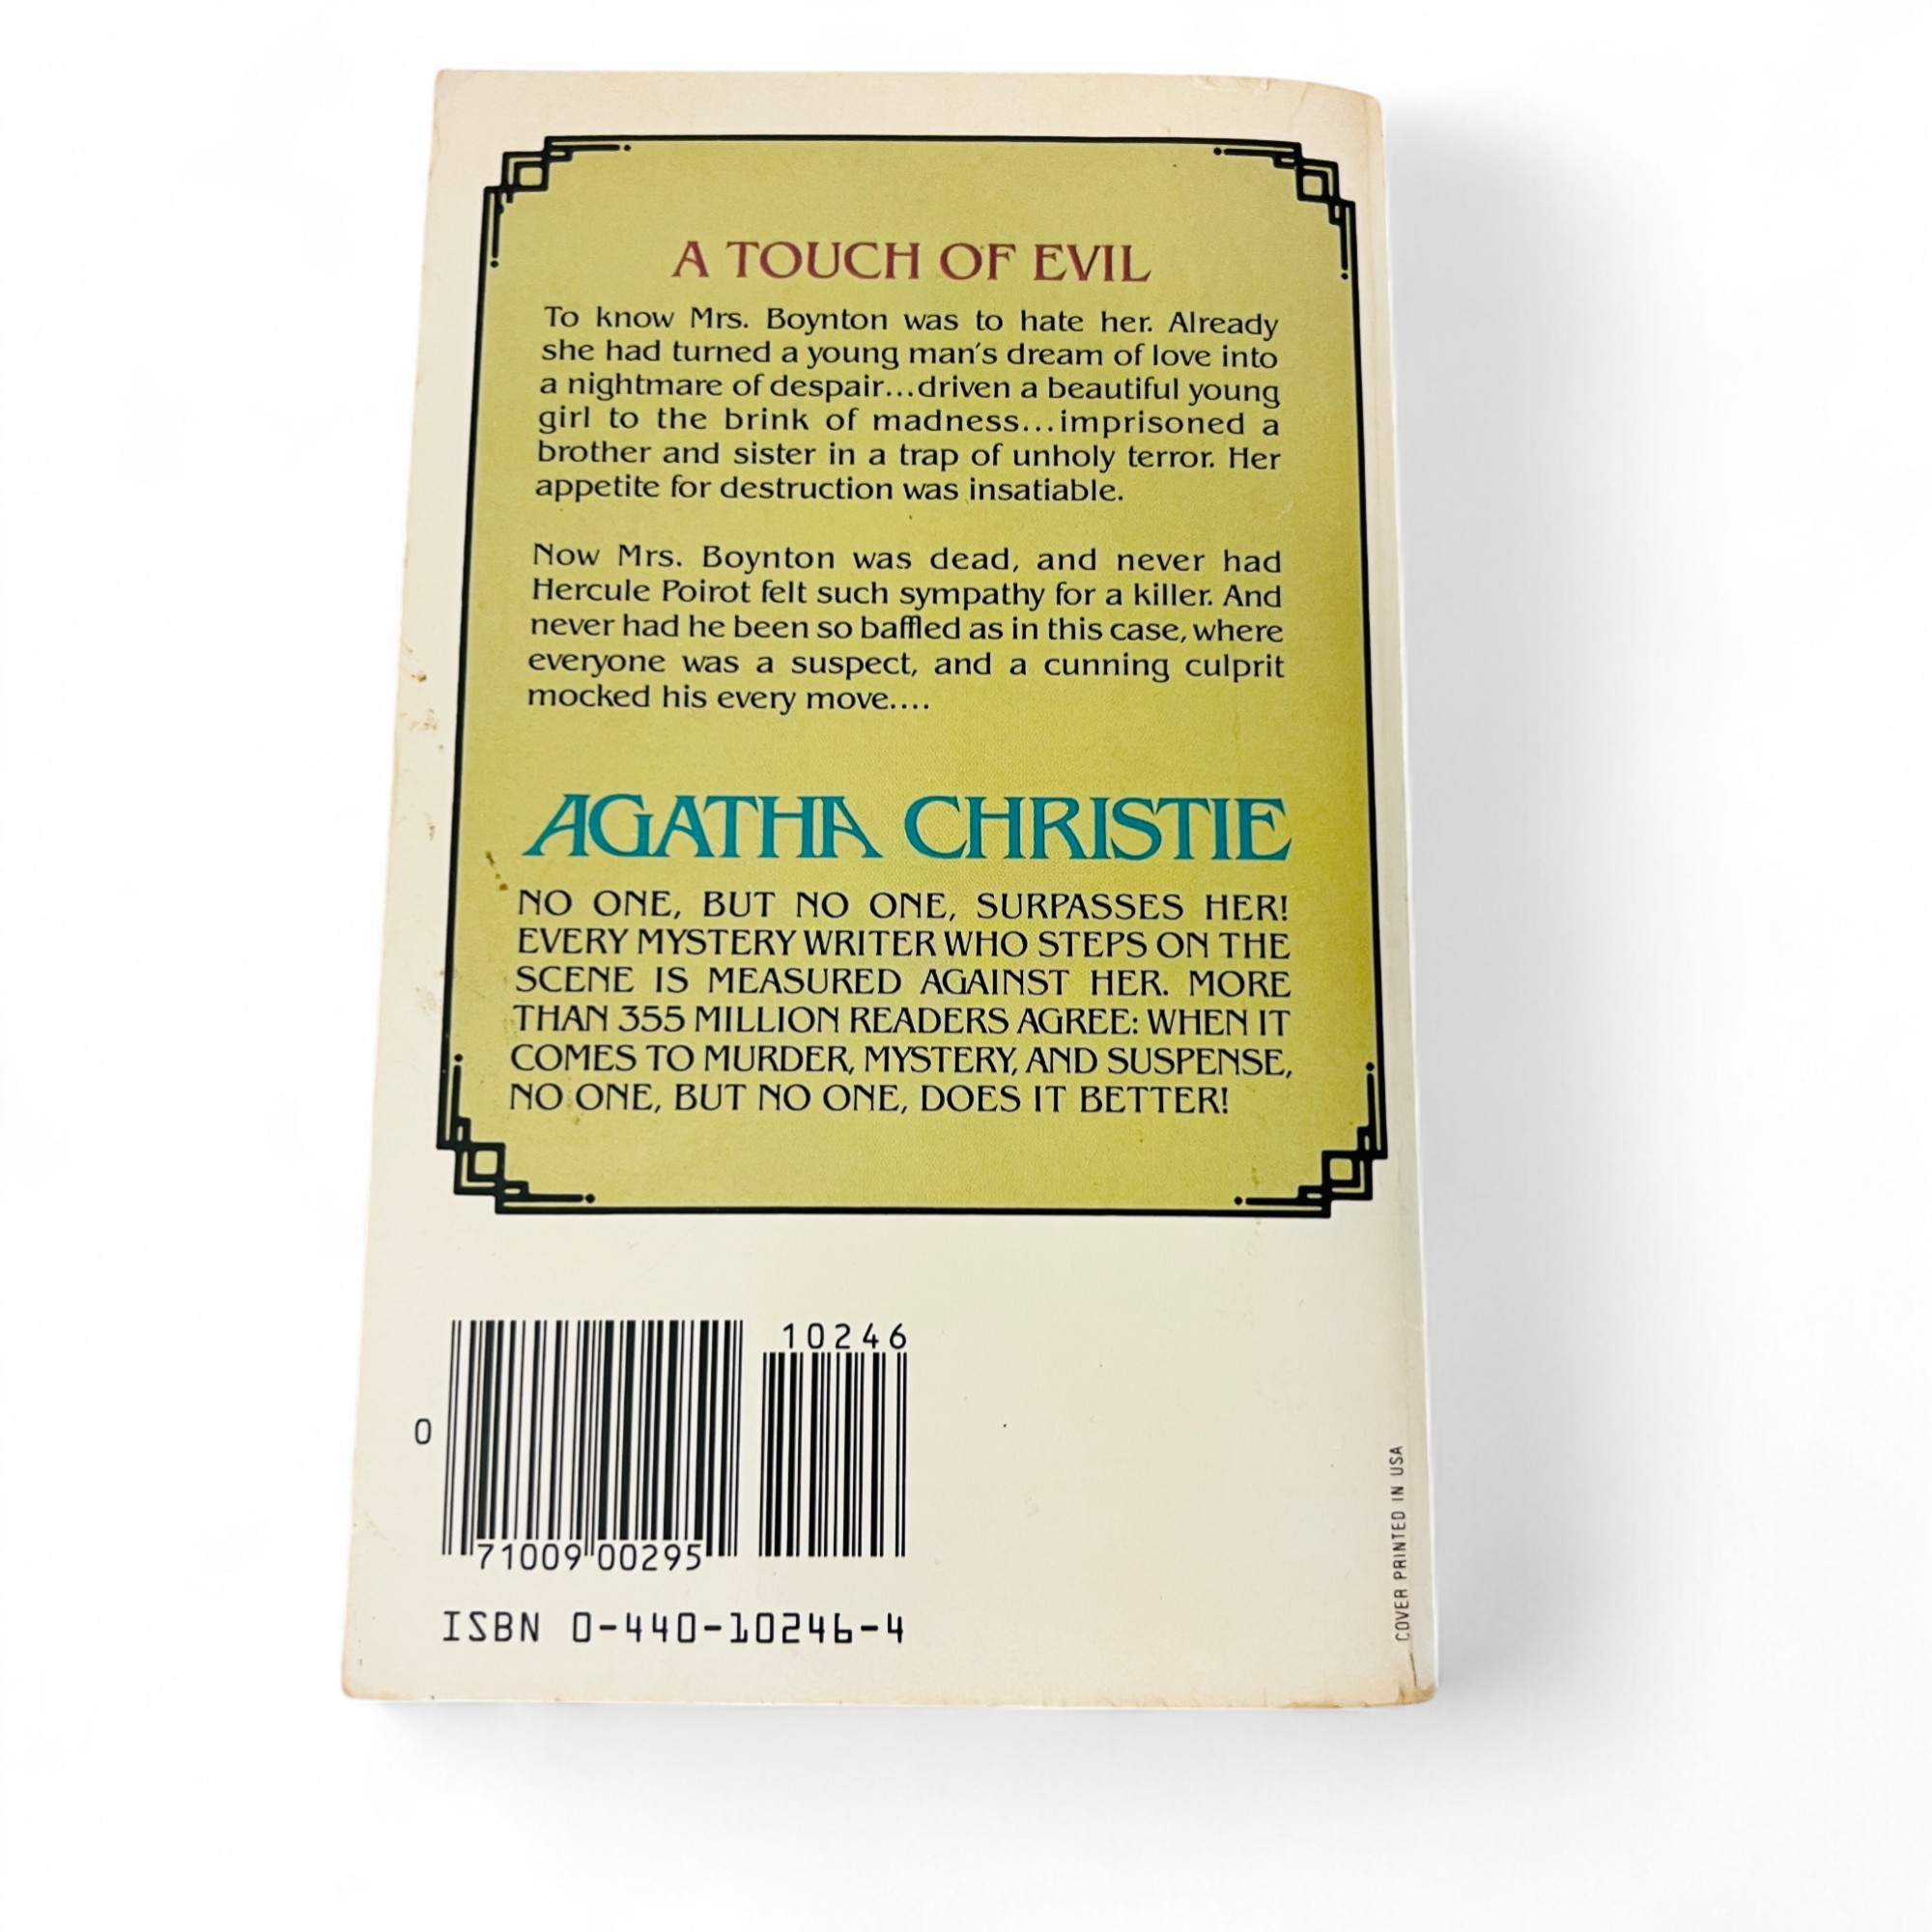 A TOUCH OF EVIL
To know Mrs. Boynton was to hate her. Already
she had turned a young man's dream of love into
a nightmare of despair...driven a beautiful young
girl to the brink of madness...imprisoned a
brother and sister in a trap of unholy terror. Her
appetite for destruction was insatiable.
Now Mrs. Boynton was dead, and never had
Hercule Poirot felt such sympathy for a killer. And
never had he been so baffled as in this case, where
everyone was a suspect, and a cunning culprit
mocked his every move....
AGATHA CHRISTIE
NO ONE, BUT NO ONE, SURPASSES HER!
EVERY MYSTERY WRITER WHO STEPS ON THE
SCENE IS MEASURED AGAINST HER. MORE
THAN 355 MILLION READERS AGREE: WHEN IT
COMES TO MURDER, MYSTERY, AND SUSPENSE,
NO ONE, BUT NO ONE, DOES IT BETTER!
10246
0
71009 00295
ISBN 0-440-10246-4
COVER PRINTED IN USA